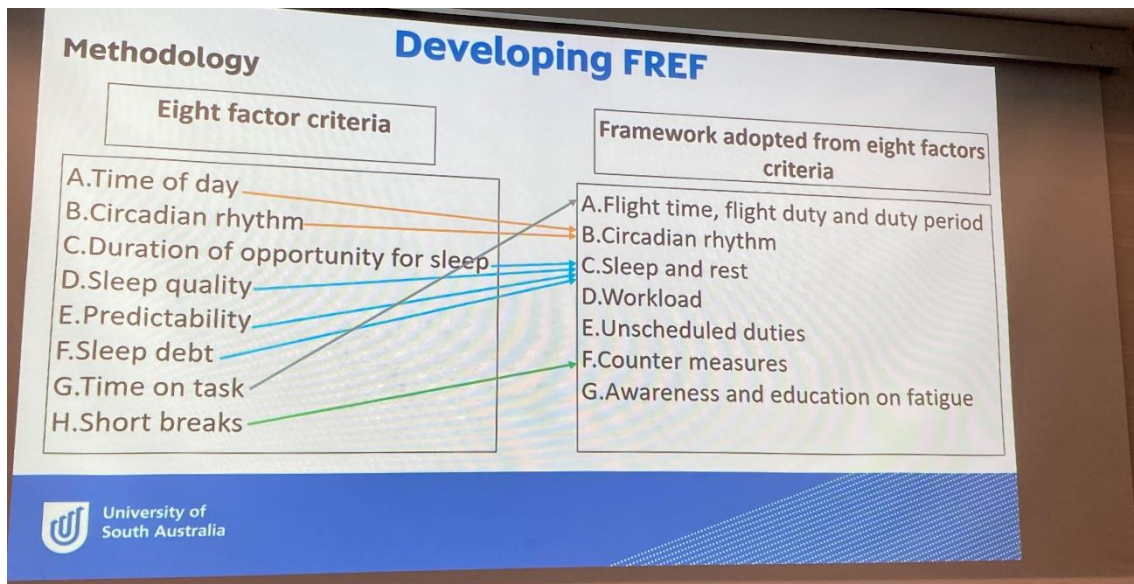 Methodology
Developing FREF
Eight factor criteria
A.Time of day
B.Circadian rhythm
C.Duration of opportunity for sleep
D.Sleep quality
E.Predictability
F.Sleep debt
G.Time on task
H.Short breaks
Framework adopted from eight factors
criteria
A.Flight time, flight duty and duty period
B.Circadian rhythm
C.Sleep and rest
D.Workload
E.Unscheduled duties
F.Counter measures
G.Awareness and education on fatigue
University of
South Australia